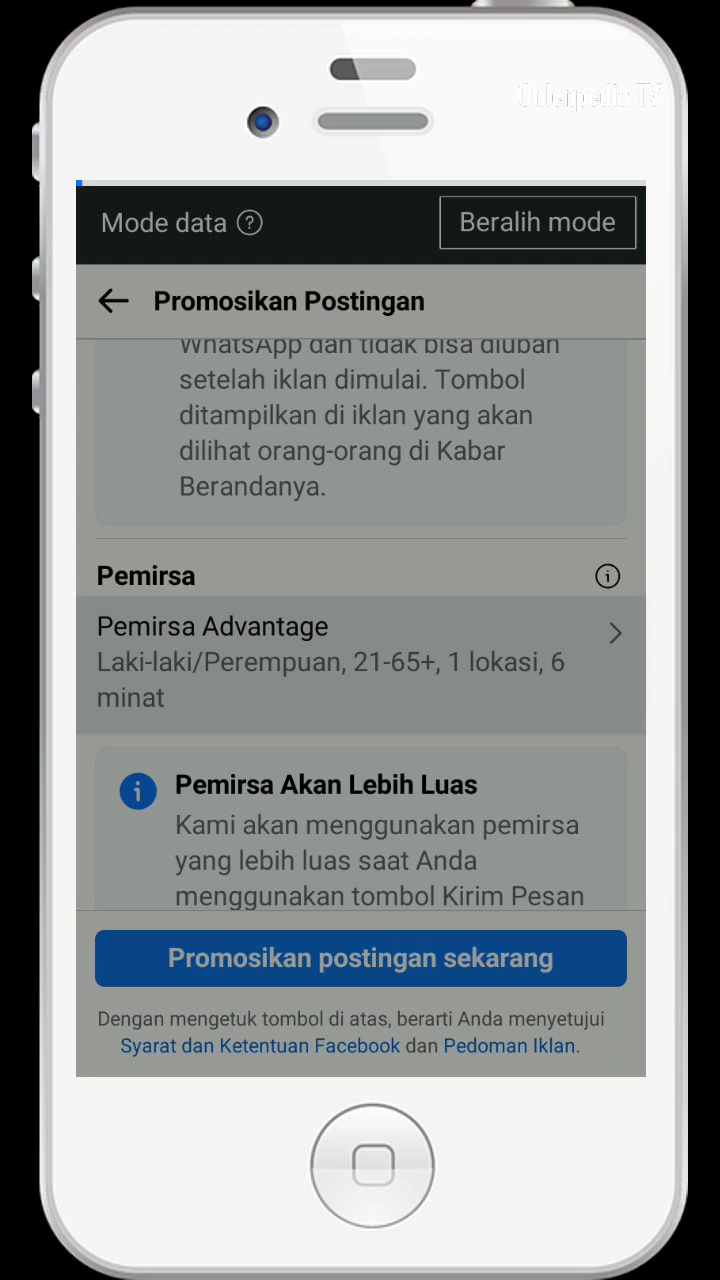 Onlenpedia TV
Mode data
Beralih mode
Promosikan Postingan
WhatsApp dan tidak bisa diubah
setelah iklan dimulai. Tombol
ditampilkan di iklan yang akan
dilihat orang-orang di Kabar
Berandanya.
Pemirsa
Pemirsa Advantage
Laki-laki/Perempuan, 21-65+, 1 lokasi, 6
minat
Pemirsa Akan Lebih Luas
Kami akan menggunakan pemirsa
yang lebih luas saat Anda
menggunakan tombol Kirim Pesan
Promosikan postingan sekarang
Dengan mengetuk tombol di atas, berarti Anda menyetujui
Syarat dan Ketentuan Facebook dan Pedoman Iklan.